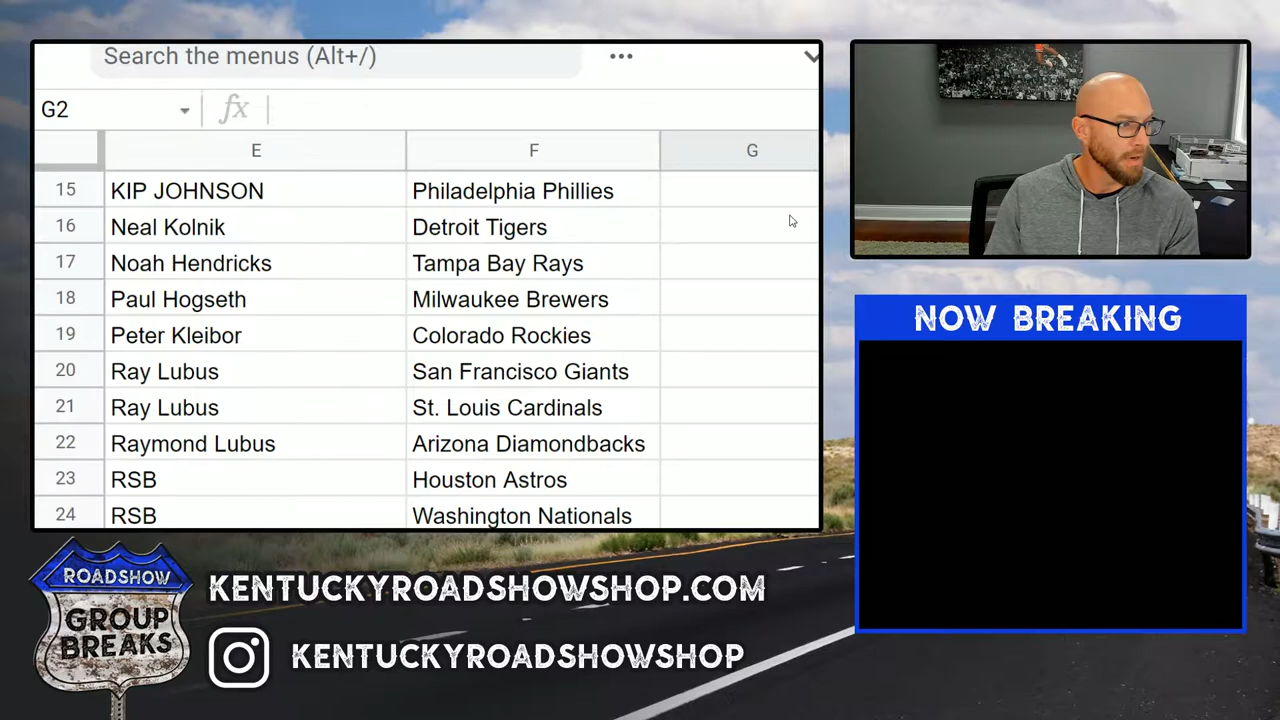 Search the menus (Alt+/)
G2 fx
E F G
15 KIP JOHNSON Philadelphia Phillies
16 Neal Kolnik Detroit Tigers
17 Noah Hendricks Tampa Bay Rays
18 Paul Hogseth Milwaukee Brewers
19 Peter Kleibor Colorado Rockies
20 Ray Lubus San Francisco Giants
21 Ray Lubus St. Louis Cardinals
22 Raymond Lubus Arizona Diamondbacks
23 RSB Houston Astros
24 RSB Washington Nationals
NOW BREAKING
ROADSHOW
GROUP
BREAKS
KENTUCKYROADSHOWSHOP.COM
KENTUCKYROADSHOWSHOP